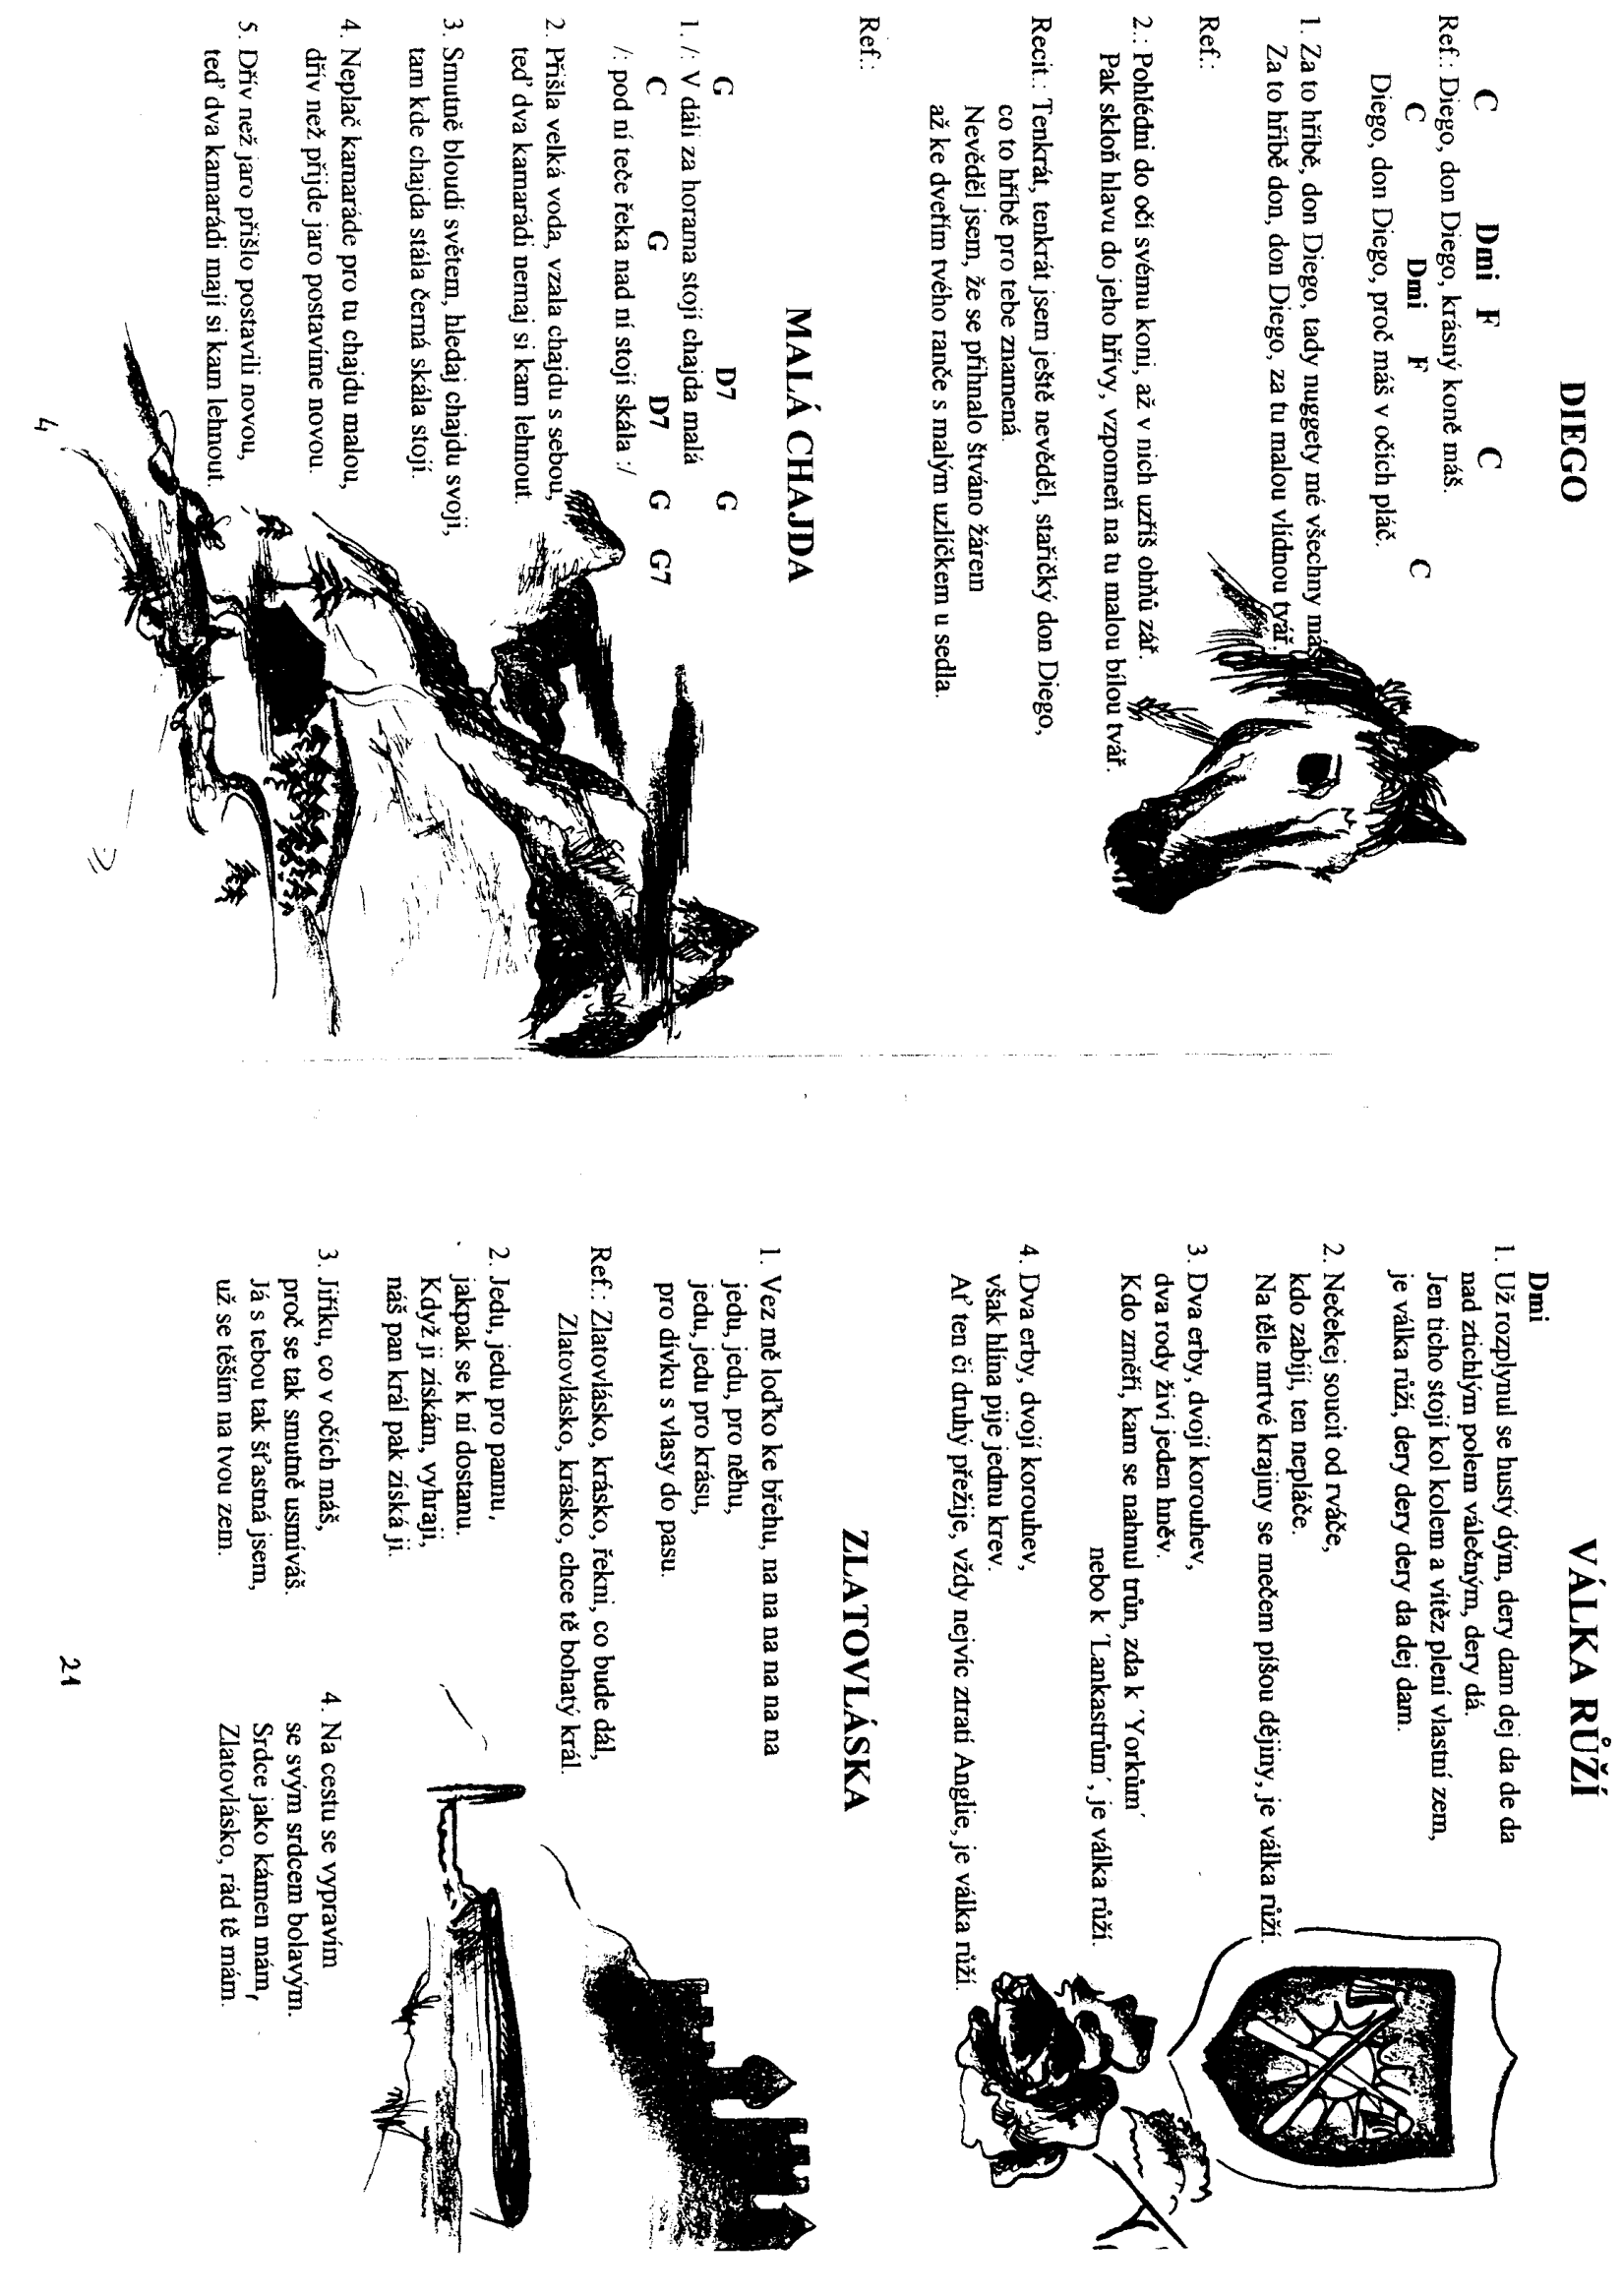 DIEGO
C Dmi F C
Ref.: Diego, don Diego, krásný koně máš.
C Dmi F C
Diego, don Diego, proč máš v očích pláč.
1. Za to hříbě, don Diego, tady nuggety mé všechny máš
Za to hříbě don, don Diego, za tu malou vlídnou tvář.
Ref.:
2.: Pohlédni do očí svému koni, až v nich uzříš ohňů zář.
Pak skloň hlavu do jeho hřívy, vzpomeň na tu malou bílou tvář.
Recit.: Tenkrát, tenkrát jsem ještě nevěděl, stařičký don Diego,
co to hříbě pro tebe znamená.
Nevěděl jsem, že se přihnalo štváno žárem
až ke dveřím tvého ranče s malým uzlíčkem u sedla.
Ref.:
MALÁ CHAJDA
G D7 G
1. /: V dáli za horama stojí chajda malá
C G D7 G G7
/: pod ní teče řeka nad ní stojí skála :/
2. Přišla velká voda, vzala chajdu s sebou,
teď dva kamarádi nemaj si kam lehnout.
3. Smutně bloudí světem, hledaj chajdu svoji,
tam kde chajda stála černá skála stojí.
4. Neplač kamaráde pro tu chajdu malou,
dřív než přijde jaro postavíme novou.
5. Dřív než jaro přišlo postavili novou,
teď dva kamarádi mají si kam lehnout.
4
VÁLKA RŮŽÍ
Dmi
1. Už rozplynul se hustý dým, dery dam dej da de da
nad ztichlým polem válečným, dery dá.
Jen ticho stojí kol kolem a vítěz plení vlastní zem,
je válka růží, dery dery dery dery da dej dam.
2. Nečekej soucit od rváče,
kdo zabíjí, ten nepláče.
Na těle mrtvé krajiny se mečem píšou dějiny, je válka růží.
3. Dva erby, dvojí korouhev,
dva rody živí jeden hněv.
Kdo změří, kam se nahnul trůn, zda k ´Yorkům´
nebo k ´Lankastrům´, je válka růží.
4. Dva erby, dvojí korouhev,
však hlína pije jednu krev.
Ať ten či druhý přežije, vždy nejvíc ztratí Anglie, je válka růží.
ZLATOVLÁSKA
1. Vez mě loďko ke břehu, na na na na na na
jedu, jedu, pro něhu,
jedu, jedu pro krásu,
pro dívku s vlasy do pasu.
Ref.: Zlatovlásko, krásko, řekni, co bude dál,
Zlatovlásko, krásko, chce tě bohatý král.
2. Jedu, jedu pro pannu,
jakpak se k ní dostanu.
Když ji získám, vyhraji,
náš pan král pak získá ji.
3. Jiříku, co v očích máš,
proč se tak smutně usmíváš.
Já s tebou tak šťastná jsem,
už se těším na tvou zem.
4. Na cestu se vypravím
se svým srdcem bolavým.
Srdce jako kámen mám,
Zlatovlásko, rád tě mám.
21